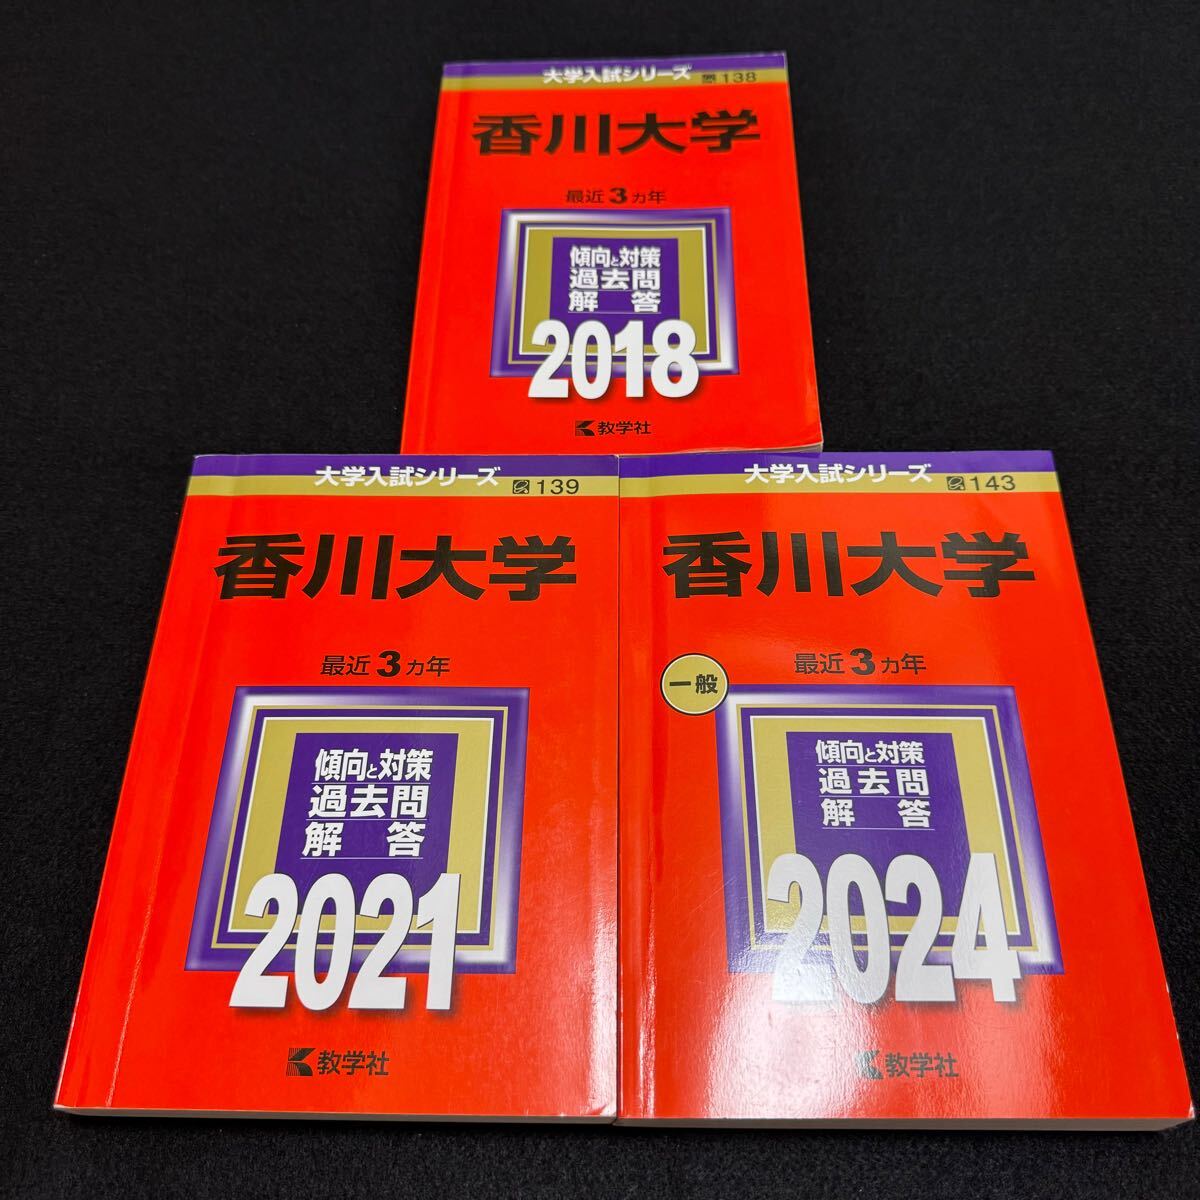 大学入試シリーズ
138
香川大学
最近3ヵ年
傾向と対策
過去問
解答
2018
教学社
大学入試シリーズ
139
香川大学
最近3ヵ年
傾向と対策
過去問
解答
2021
教学社
大学入試シリーズ
143
香川大学
最近3ヵ年
一般
傾向と対策
過去問
解答
2024
教学社